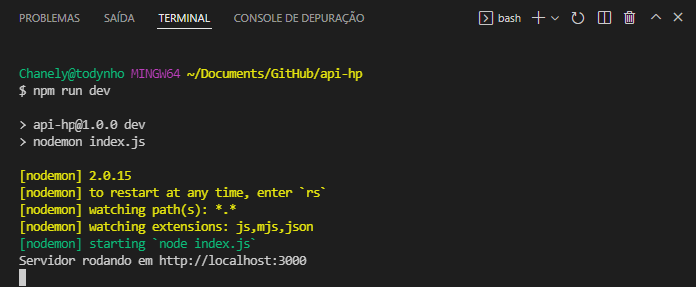 PROBLEMAS SAÍDA TERMINAL CONSOLE DE DEPURAÇÃO bash
Chanely@todynho MINGW64 ~/Documents/GitHub/api-hp
$ npm run dev
> api-hp@1.0.0 dev
> nodemon index.js
[nodemon] 2.0.15
[nodemon] to restart at any time, enter `rs`
[nodemon] watching path(s): *.*
[nodemon] watching extensions: js,mjs,json
[nodemon] starting `node index.js`
Servidor rodando em http://localhost:3000